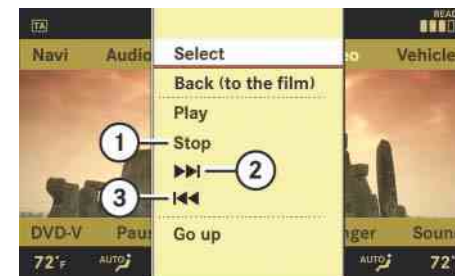 TA READ
Navi Audio Select eo Vehicle
Back (to the film)
Play
1 Stop
▶▶| 2
3 |◀◀
Go up
DVD-V Paus nger Soun
72°F AUTO AUTO 72°